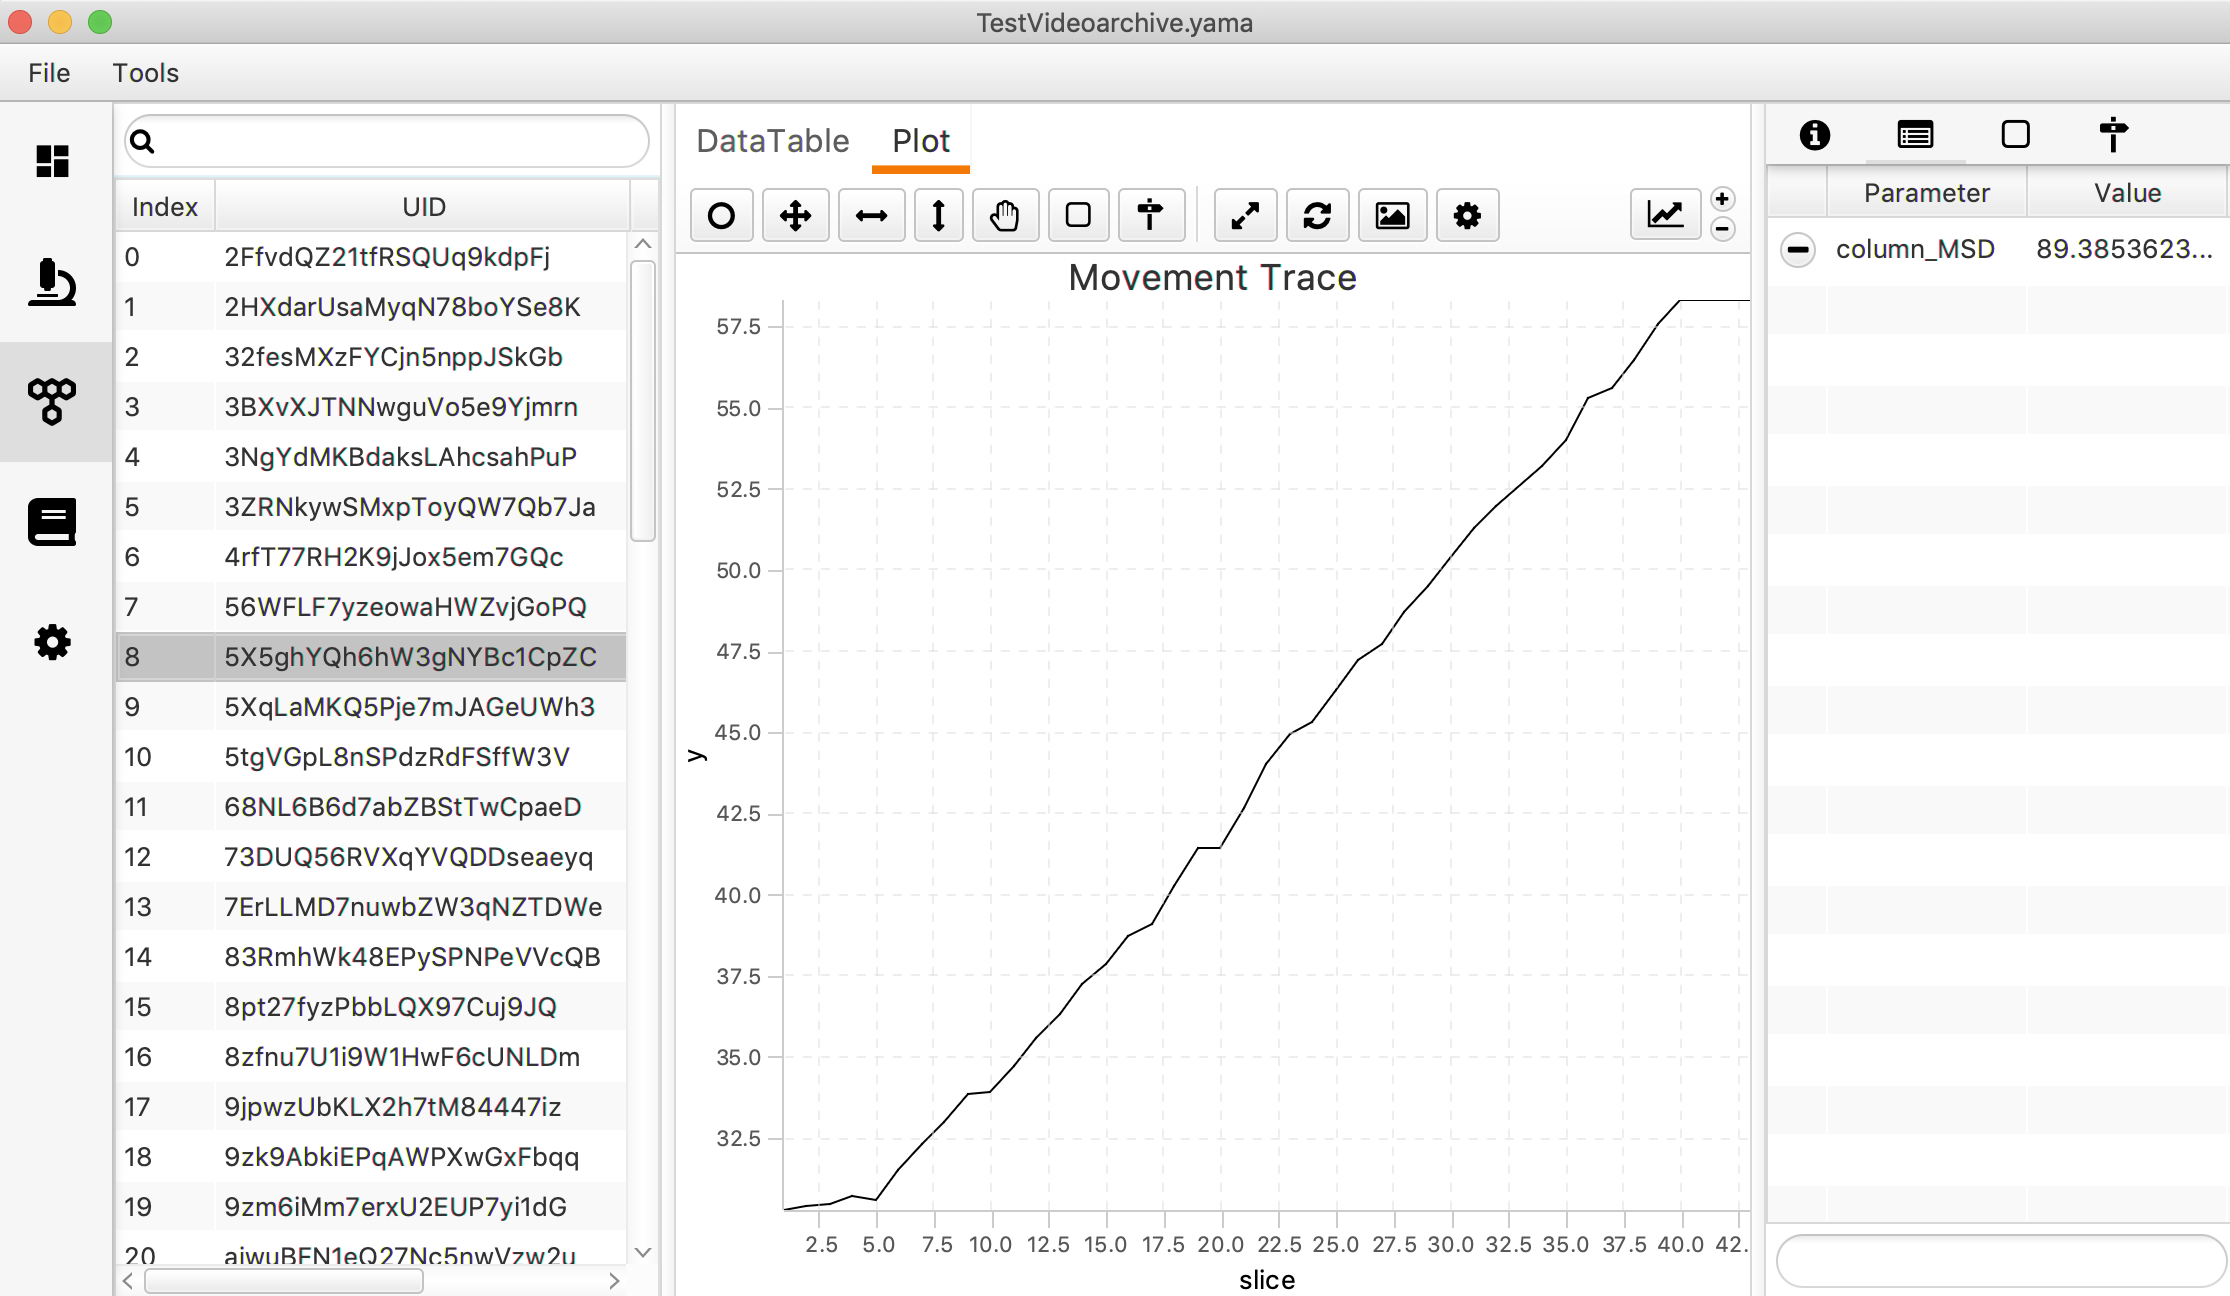 TestVideoarchive.yama
File Tools
DataTable Plot
Index UID
0 2FfvdQZ21tfRSQUq9kdpFj
1 2HXdarUsaMyqN78boYSe8K
2 32fesMXzFYCjn5nppJSkGb
3 3BXvXJTNNwguVo5e9Yjmrn
4 3NgYdMKBdaksLAhcsahPuP
5 3ZRNkywSMxpToyQW7Qb7Ja
6 4rfT77RH2K9jJox5em7GQc
7 56WFLF7yzeowaHWZvjGoPQ
8 5X5ghYQh6hW3gNYBc1CpZC
9 5XqLaMKQ5Pje7mJAGeUWh3
10 5tgVGpL8nSPdzRdFSffW3V
11 68NL6B6d7abZBStTwCpaeD
12 73DUQ56RVXqYVQDDseaeyq
13 7ErLLMD7nuwbZW3qNZTDWe
14 83RmhWk48EPySPNPeVVcQB
15 8pt27fyzPbbLQX97Cuj9JQ
16 8zfnu7U1i9W1HwF6cUNLDm
17 9jpwzUbKLX2h7tM84447iz
18 9zk9AbkiEPqAWPXwGxFbqq
19 9zm6iMm7erxU2EUP7yi1dG
20 aiwuBFN1eQ27Nc5nwVzw2u
Movement Trace
57.5
55.0
52.5
50.0
47.5
45.0
42.5
40.0
37.5
35.0
32.5
y
2.5 5.0 7.5 10.0 12.5 15.0 17.5 20.0 22.5 25.0 27.5 30.0 32.5 35.0 37.5 40.0 42.
slice
Parameter Value
column_MSD 89.3853623...